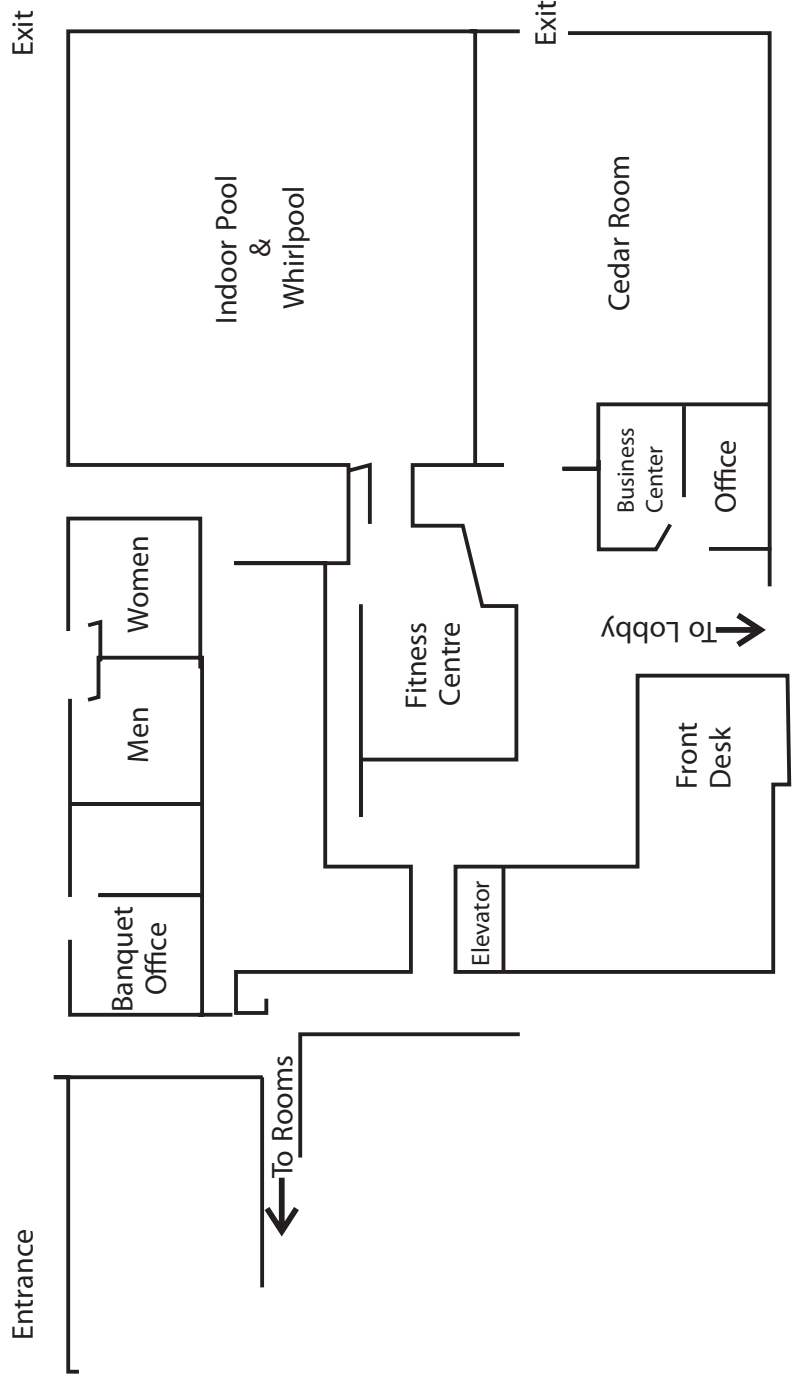 Entrance
Exit
Banquet
Office
Men
Women
Indoor Pool
&
Whirlpool
To Rooms
Fitness
Centre
Elevator
Exit
Cedar Room
Business
Center
Office
To Lobby
Front
Desk